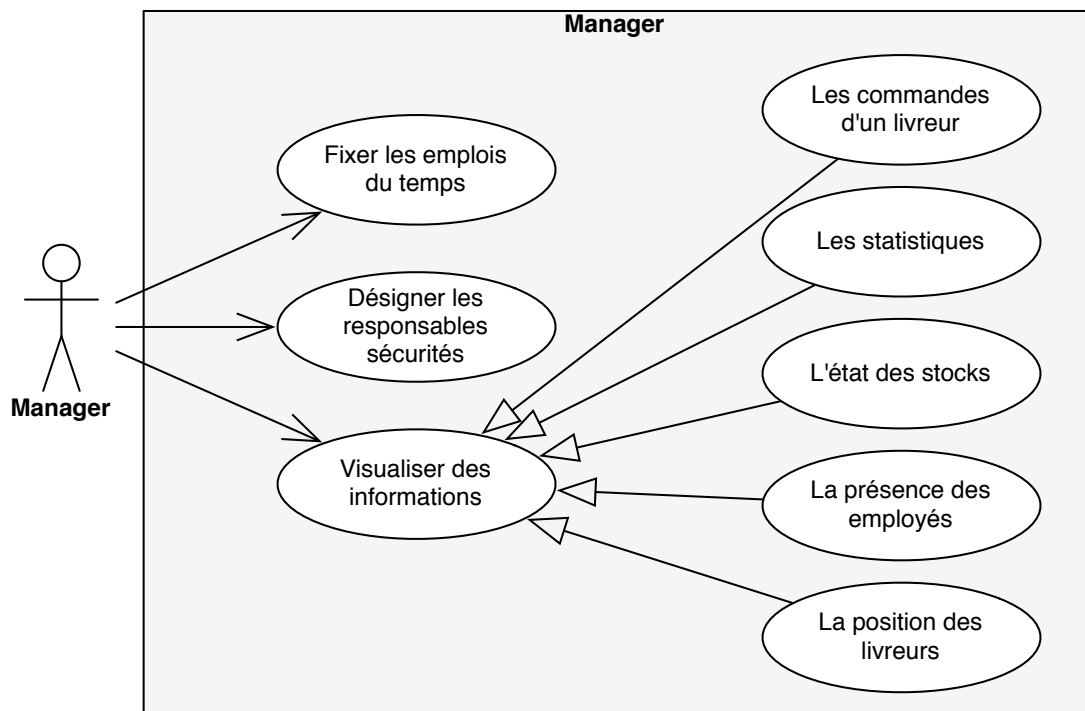 Manager
Fixer les emplois
du temps
Désigner les
responsables
sécurités
Visualiser des
informations
Manager
Les commandes
d'un livreur
Les statistiques
L'état des stocks
La présence des
employés
La position des
livreurs